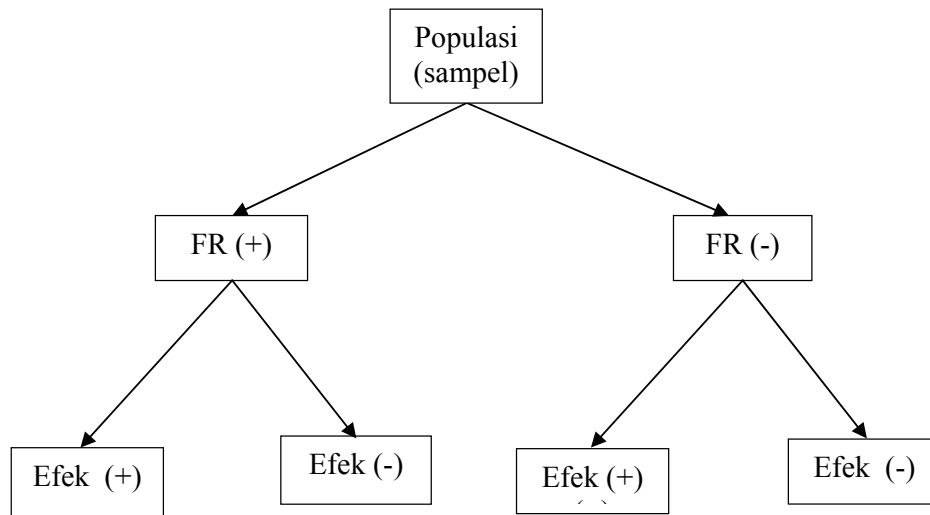 Populasi
(sampel)
FR (+)
FR (-)
Efek (+)
Efek (-)
Efek (+)
Efek (-)